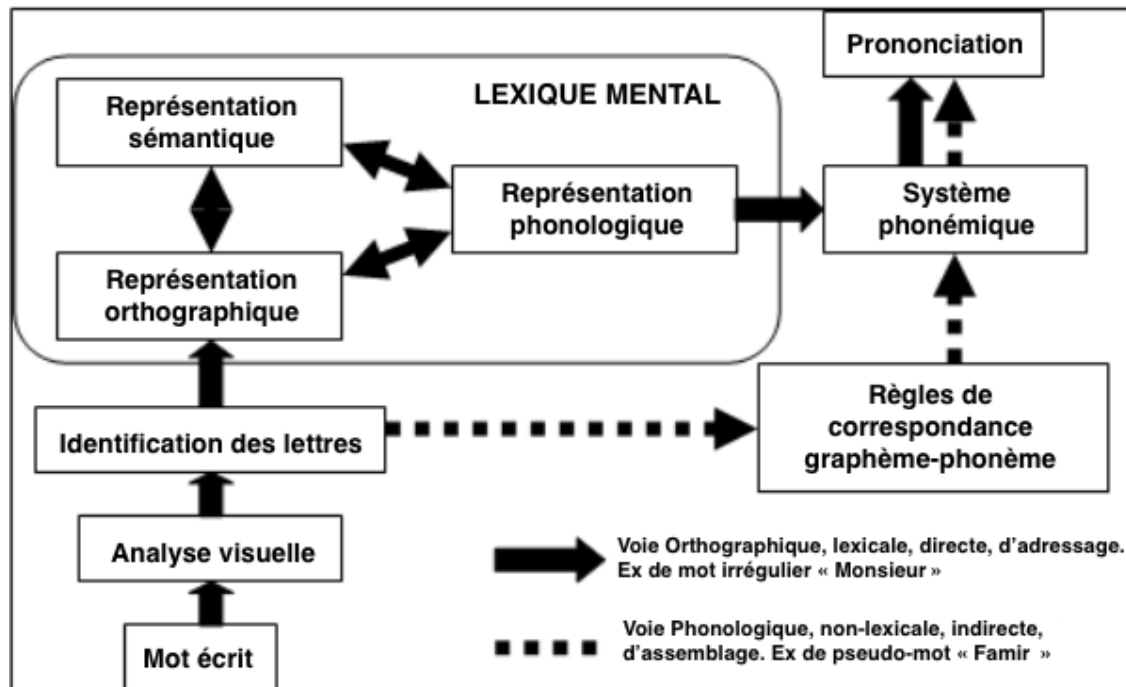 Prononciation
LEXIQUE MENTAL
Représentation
sémantique
Représentation
phonologique
Système
phonémique
Représentation
orthographique
Identification des lettres
Règles de
correspondance
graphème-phonème
Analyse visuelle
Mot écrit
Voie Orthographique, lexicale, directe, d'adressage.
Ex de mot irrégulier « Monsieur »
Voie Phonologique, non-lexicale, indirecte,
d'assemblage. Ex de pseudo-mot « Famir »